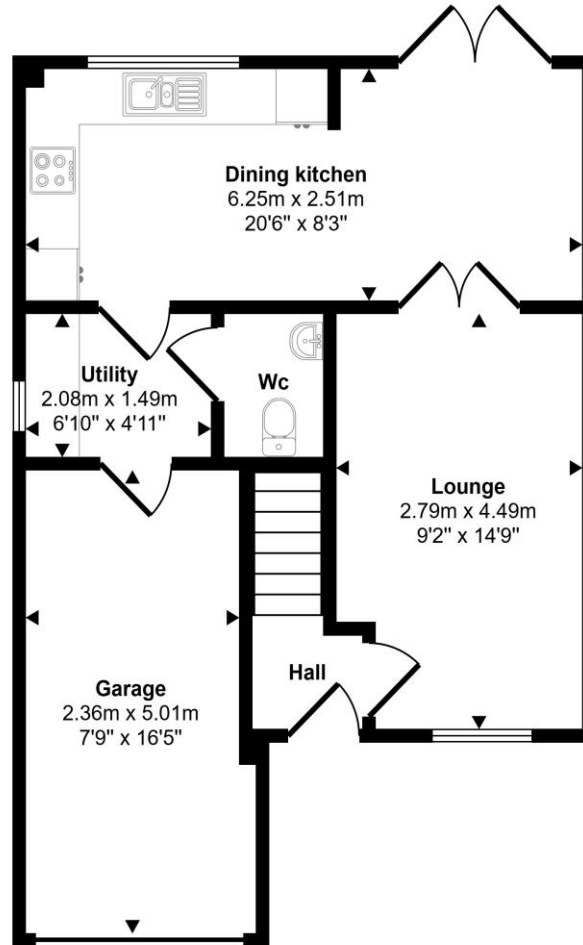 Dining kitchen
6.25m x 2.51m
20'6" x 8'3"
Utility
2.08m x 1.49m
6'10" x 4'11"
Wc
Lounge
2.79m x 4.49m
9'2" x 14'9"
Hall
Garage
2.36m x 5.01m
7'9" x 16'5"